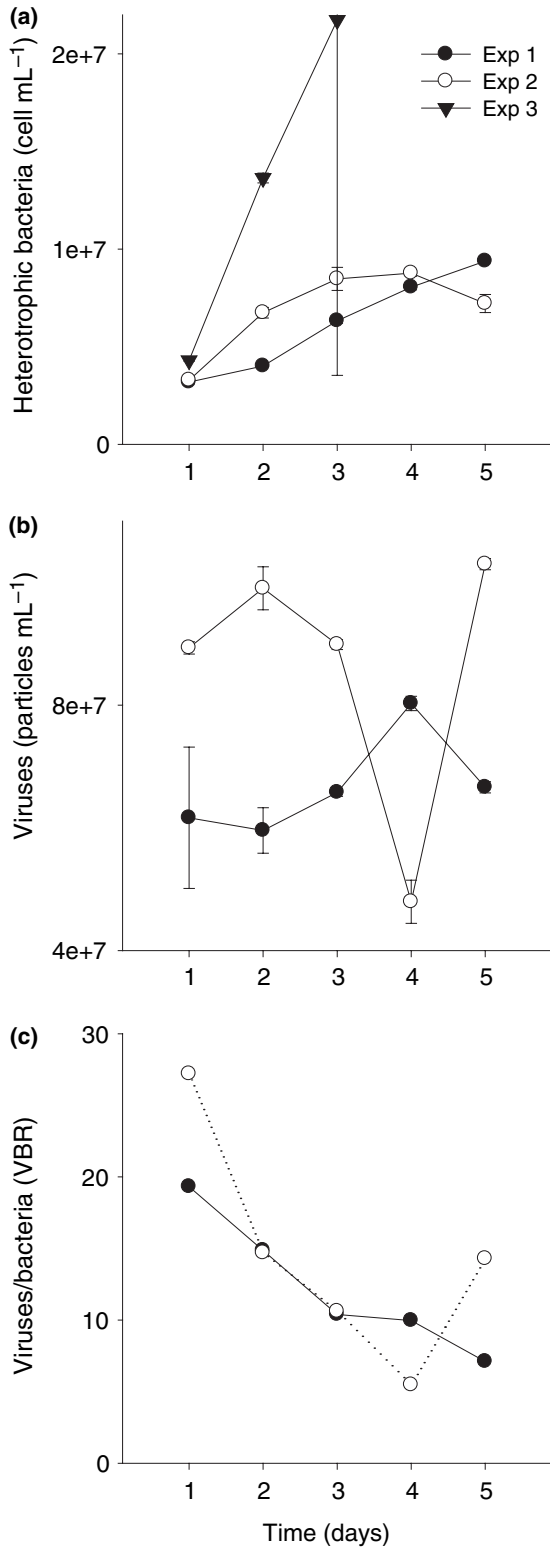 (a)
Heterotrophic bacteria (cell mL⁻¹)
2e+7
1e+7
0
Exp 1
Exp 2
Exp 3
1 2 3 4 5
(b)
Viruses (particles mL⁻¹)
8e+7
4e+7
1 2 3 4 5
(c)
Viruses/bacteria (VBR)
30
20
10
0
1 2 3 4 5
Time (days)